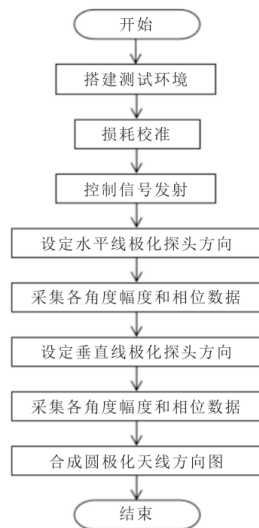 开始
搭建测试环境
损耗校准
控制信号发射
设定水平线极化探头方向
采集各角度幅度和相位数据
设定垂直线极化探头方向
采集各角度幅度和相位数据
合成圆极化天线方向图
结束